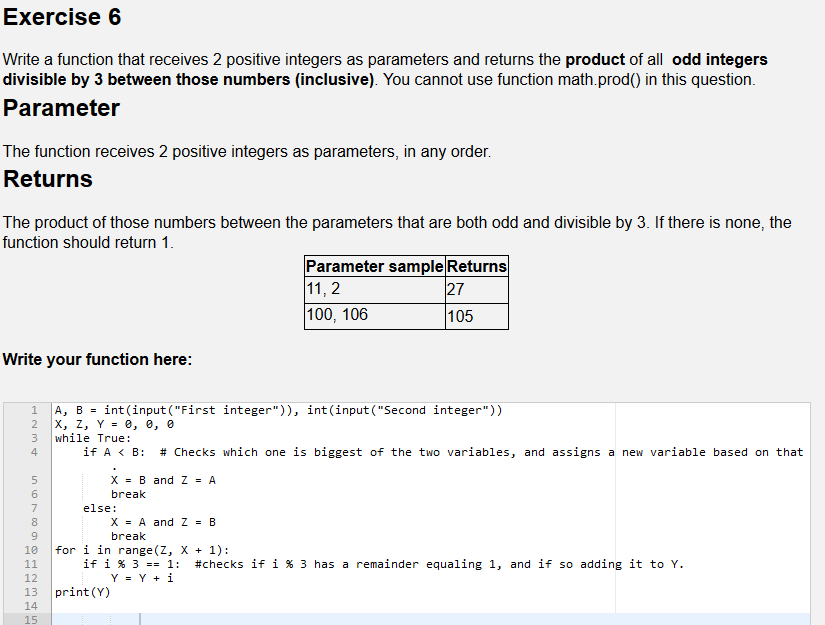 Exercise 6
Write a function that receives 2 positive integers as parameters and returns the product of all odd integers
divisible by 3 between those numbers (inclusive). You cannot use function math.prod() in this question.
Parameter
The function receives 2 positive integers as parameters, in any order.
Returns
The product of those numbers between the parameters that are both odd and divisible by 3. If there is none, the
function should return 1.
Parameter sample Returns
11, 2 27
100, 106 105
Write your function here:
1 A, B = int(input("First integer")), int(input("Second integer"))
2 X, Z, Y = 0, 0, 0
3 while True:
4     if A < B:  # Checks which one is biggest of the two variables, and assigns a new variable based on that
        .
5         X = B and Z = A
6         break
7     else:
8         X = A and Z = B
9         break
10 for i in range(Z, X + 1):
11     if i % 3 == 1:  #checks if i % 3 has a remainder equaling 1, and if so adding it to Y.
12         Y = Y + i
13 print(Y)
14
15